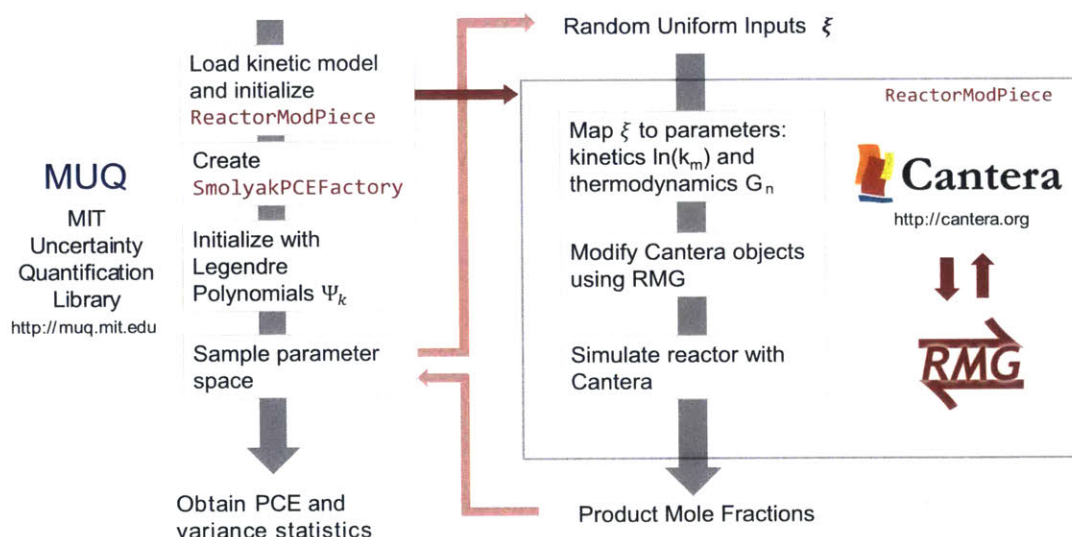 Load kinetic model
and initialize
ReactorModPiece
Create
SmolyakPCEFactory
Initialize with
Legendre
Polynomials Ψk
Sample parameter
space
Obtain PCE and
variance statistics
MUQ
MIT
Uncertainty
Quantification
Library
http://muq.mit.edu
Random Uniform Inputs ξ
ReactorModPiece
Map ξ to parameters:
kinetics ln(km) and
thermodynamics Gn
Modify Cantera objects
using RMG
Simulate reactor with
Cantera
Product Mole Fractions
Cantera
http://cantera.org
RMG